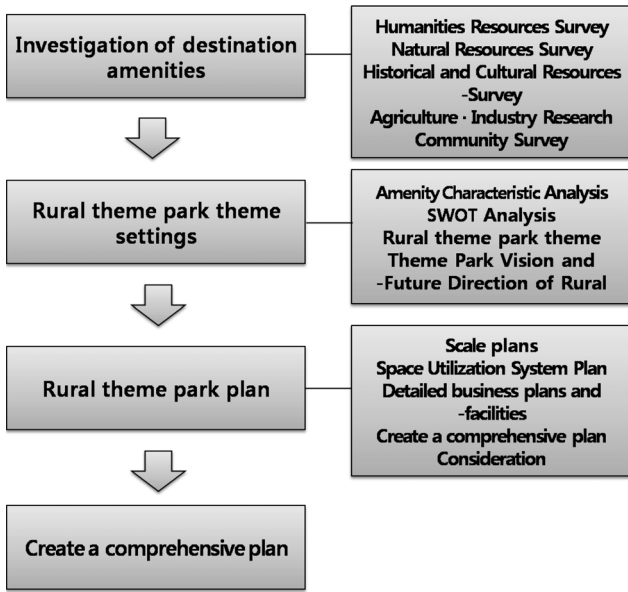 Investigation of destination
amenities
Humanities Resources Survey
Natural Resources Survey
Historical and Cultural Resources
-Survey
Agriculture · Industry Research
Community Survey
Rural theme park theme
settings
Amenity Characteristic Analysis
SWOT Analysis
Rural theme park theme
Theme Park Vision and
-Future Direction of Rural
Rural theme park plan
Scale plans
Space Utilization System Plan
Detailed business plans and
-facilities
Create a comprehensive plan
Consideration
Create a comprehensive plan